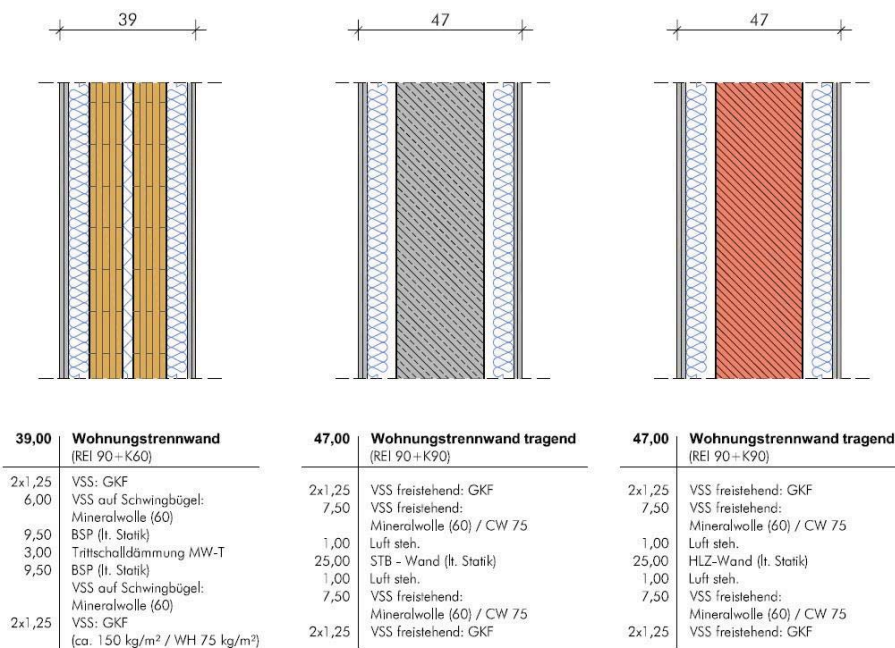 39
47
47
39,00 Wohnungstrennwand
(REI 90+K60)
2x1,25 VSS: GKF
6,00 VSS auf Schwingbügel:
Mineralwolle (60)
9,50 BSP (lt. Statik)
3,00 Trittschalldämmung MW-T
9,50 BSP (lt. Statik)
VSS auf Schwingbügel:
Mineralwolle (60)
2x1,25 VSS: GKF
(ca. 150 kg/m² / WH 75 kg/m²)
47,00 Wohnungstrennwand tragend
(REI 90+K90)
2x1,25 VSS freistehend: GKF
7,50 VSS freistehend:
Mineralwolle (60) / CW 75
1,00 Luft steh.
25,00 STB - Wand (lt. Statik)
1,00 Luft steh.
7,50 VSS freistehend:
Mineralwolle (60) / CW 75
2x1,25 VSS freistehend: GKF
47,00 Wohnungstrennwand tragend
(REI 90+K90)
2x1,25 VSS freistehend: GKF
7,50 VSS freistehend:
Mineralwolle (60) / CW 75
1,00 Luft steh.
25,00 HLZ-Wand (lt. Statik)
1,00 Luft steh.
7,50 VSS freistehend:
Mineralwolle (60) / CW 75
2x1,25 VSS freistehend: GKF